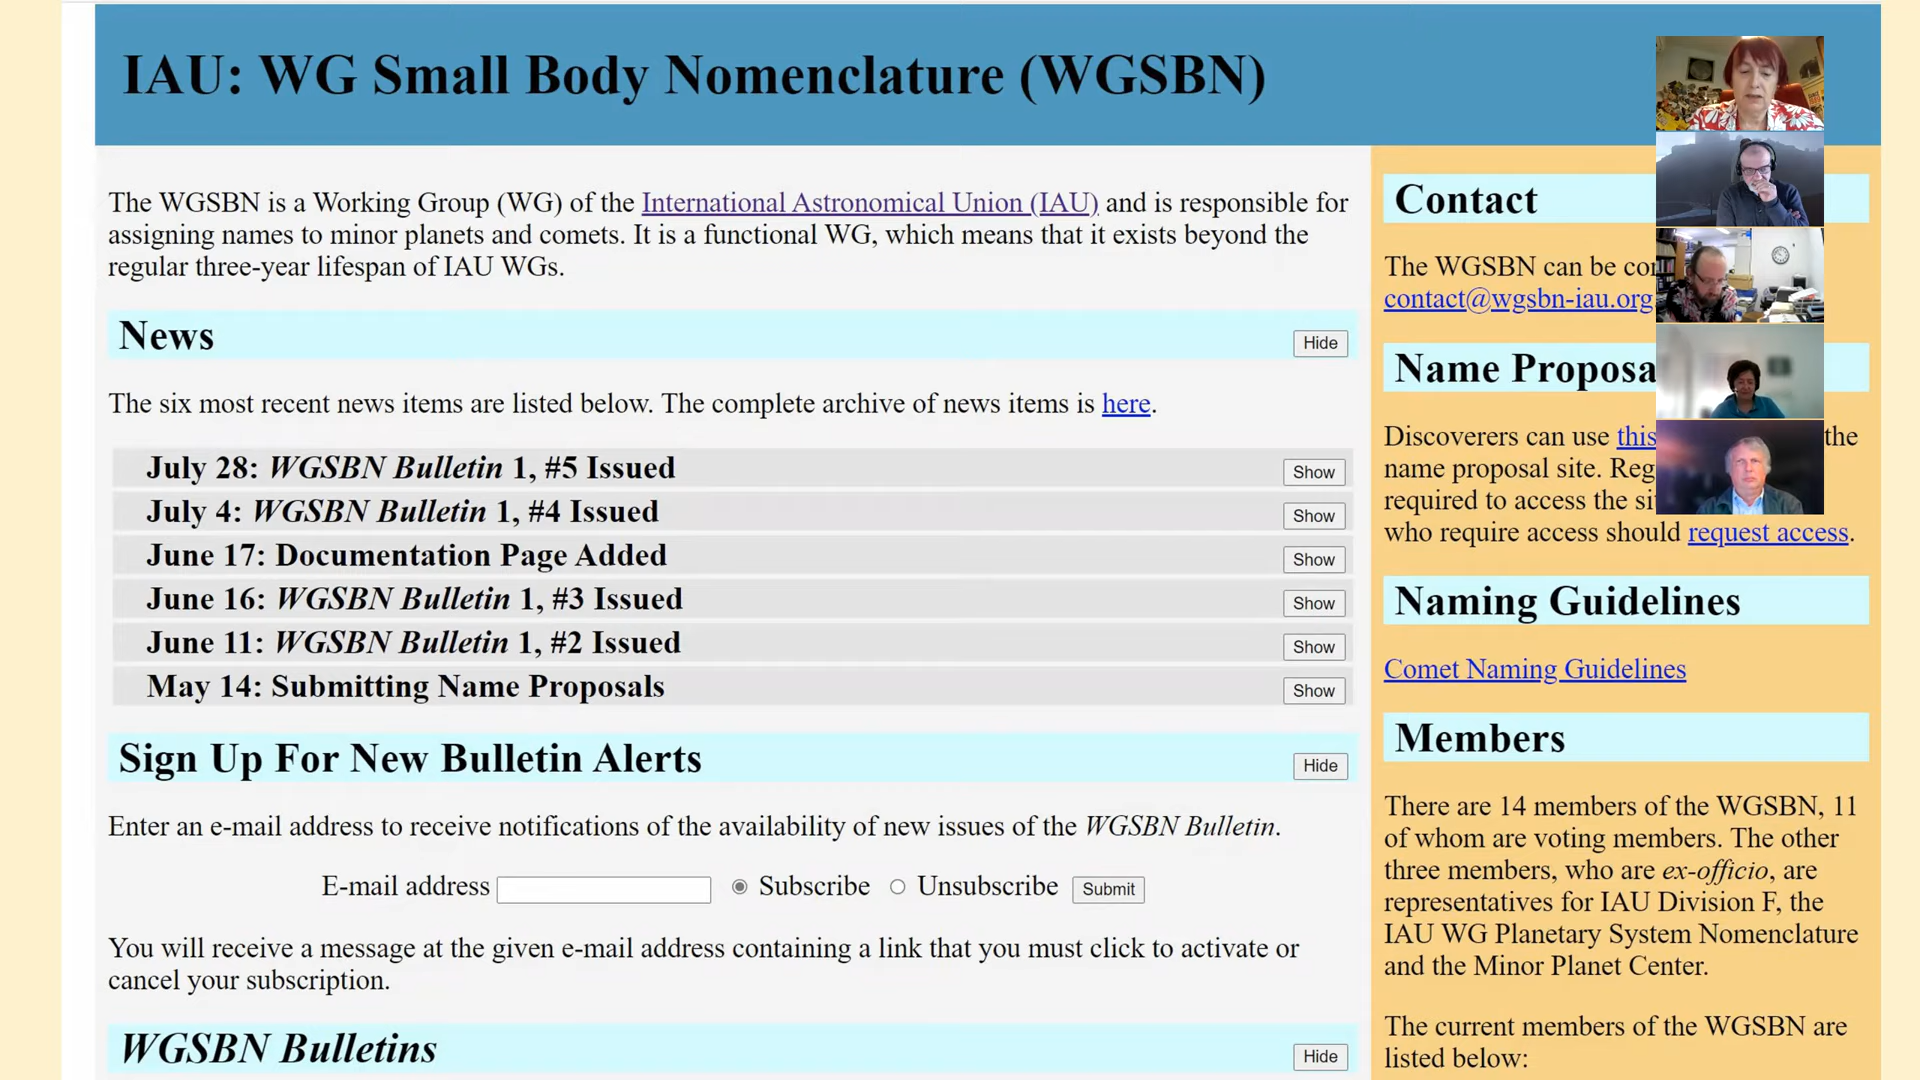 IAU: WG Small Body Nomenclature (WGSBN)
The WGSBN is a Working Group (WG) of the International Astronomical Union (IAU) and is responsible for
assigning names to minor planets and comets. It is a functional WG, which means that it exists beyond the
regular three-year lifespan of IAU WGs.
News
Hide
The six most recent news items are listed below. The complete archive of news items is here.
July 28: WGSBN Bulletin 1, #5 Issued
Show
July 4: WGSBN Bulletin 1, #4 Issued
Show
June 17: Documentation Page Added
Show
June 16: WGSBN Bulletin 1, #3 Issued
Show
June 11: WGSBN Bulletin 1, #2 Issued
Show
May 14: Submitting Name Proposals
Show
Sign Up For New Bulletin Alerts
Hide
Enter an e-mail address to receive notifications of the availability of new issues of the WGSBN Bulletin.
E-mail address Subscribe Unsubscribe Submit
You will receive a message at the given e-mail address containing a link that you must click to activate or
cancel your subscription.
WGSBN Bulletins
Hide
Contact
The WGSBN can be
contact@wgsbn-iau.org
Name
Discoverers can use this the
name proposal site.
required to access the
who require access should request access.
Naming Guidelines
Comet Naming Guidelines
Members
There are 14 members of the WGSBN, 11
of whom are voting members. The other
three members, who are ex-officio, are
representatives for IAU Division F, the
IAU WG Planetary System Nomenclature
and the Minor Planet Center.
The current members of the WGSBN are
listed below: